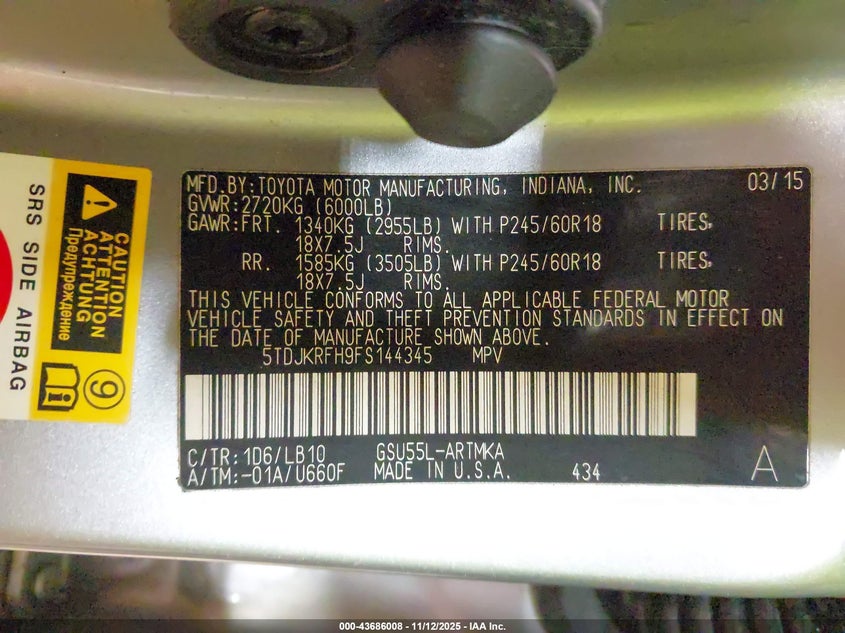 MFD.BY:TOYOTA MOTOR MANUFACTURING, INDIANA, INC. 03/15
GVWR:2720KG (6000LB)
GAWR:FRT. 1340KG (2955LB) WITH P245/60R18 TIRES,
18X7.5J RIMS.
RR. 1585KG (3505LB) WITH P245/60R18 TIRES,
18X7.5J RIMS.
THIS VEHICLE CONFORMS TO ALL APPLICABLE FEDERAL MOTOR
VEHICLE SAFETY AND THEFT PREVENTION STANDARDS IN EFFECT ON
THE DATE OF MANUFACTURE SHOWN ABOVE.
5TDJKRFH9FS144345 MPV
C/TR:1D6/LB10 GSU55L-ARTMKA
A/TM:-01A/U660F MADE IN U.S.A. 434 A
CAUTION
ATTENTION
ACHTUNG
Предупреждение
SRS SIDE AIRBAG
9
000-43686008 - 11/12/2025 - IAA Inc.